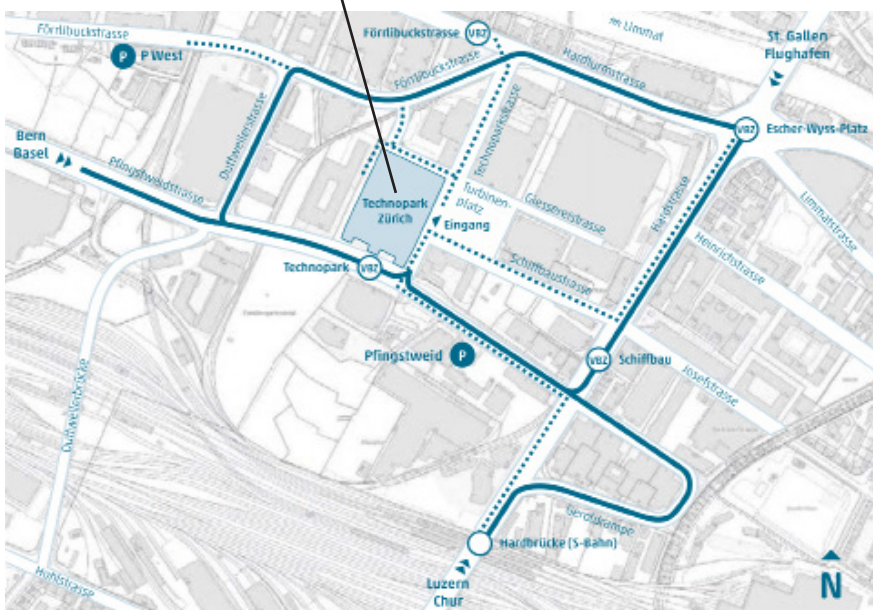 Förrlibuckstrasse
P
P West
Förrlibuckstrasse
VBZ
Förrlibuckstrasse
Hardturmstrasse
Limmat
St. Gallen
Flughafen
VBZ
Escher-Wyss-Platz
Bern
Basel
Pfingstweidstrasse
Duttweilerstrasse
Technoparkstrasse
Technopark
Zürich
Turbinen-
platz
Eingang
Giessereistrasse
Hardstrasse
Limmatstrasse
Heinrichstrasse
Schiffbaustrasse
Technopark
VBZ
Pfingstweid
P
VBZ
Schiffbau
Josefstrasse
Duttweilerbrücke
Geroldrampe
Hardbrücke (S-Bahn)
Luzern
Chur
Hohlstrasse
N